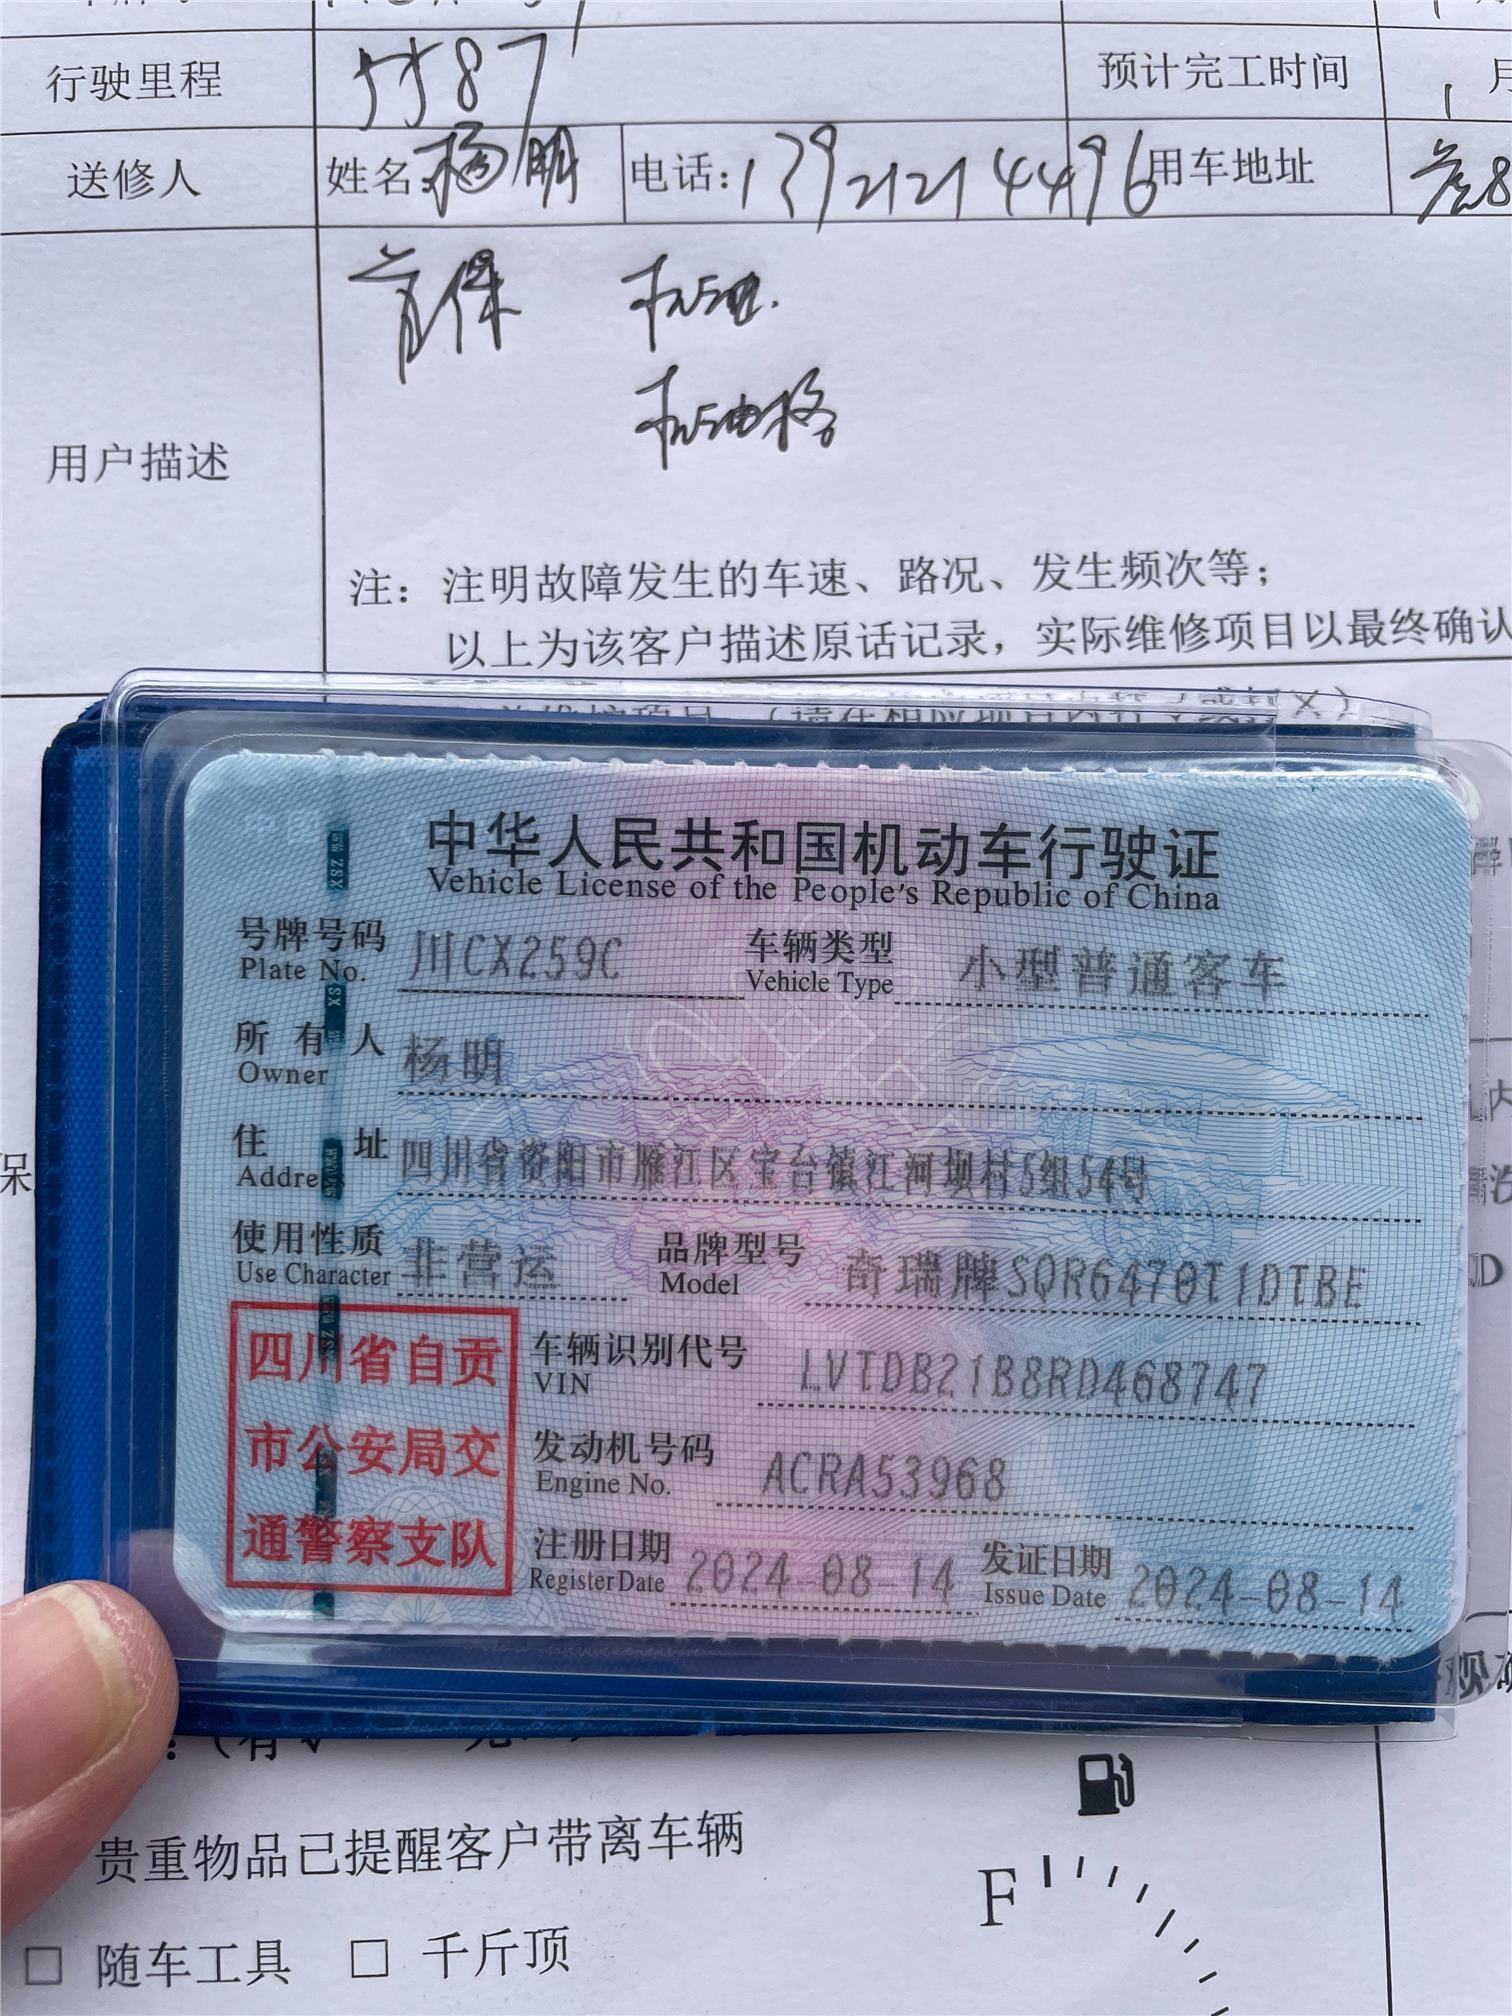 行驶里程 5587 预计完工时间 1 月
送修人 姓名: 杨明 电话: 13921214496 用车地址
首保 机油.
机油格
用户描述
注: 注明故障发生的车速、路况、发生频次等;
以上为该客户描述原话记录, 实际维修项目以最终确认
中华人民共和国机动车行驶证
Vehicle License of the People's Republic of China
号牌号码 川CX259C 车辆类型 小型普通客车
Plate No. Vehicle Type
所有人 杨明
Owner
住址 四川省资阳市雁江区宝台镇江河坝村5组54号
Address
使用性质 非营运 品牌型号 奇瑞牌SQR6470T1DTBE
Use Character Model
四川省自贡
市公安局交
通警察支队
车辆识别代号 LVTDB21B8RD468747
VIN
发动机号码 ACRA53968
Engine No.
注册日期 2024-08-14 发证日期 2024-08-14
Register Date Issue Date
保
贵重物品已提醒客户带离车辆
F
□ 随车工具 □ 千斤顶